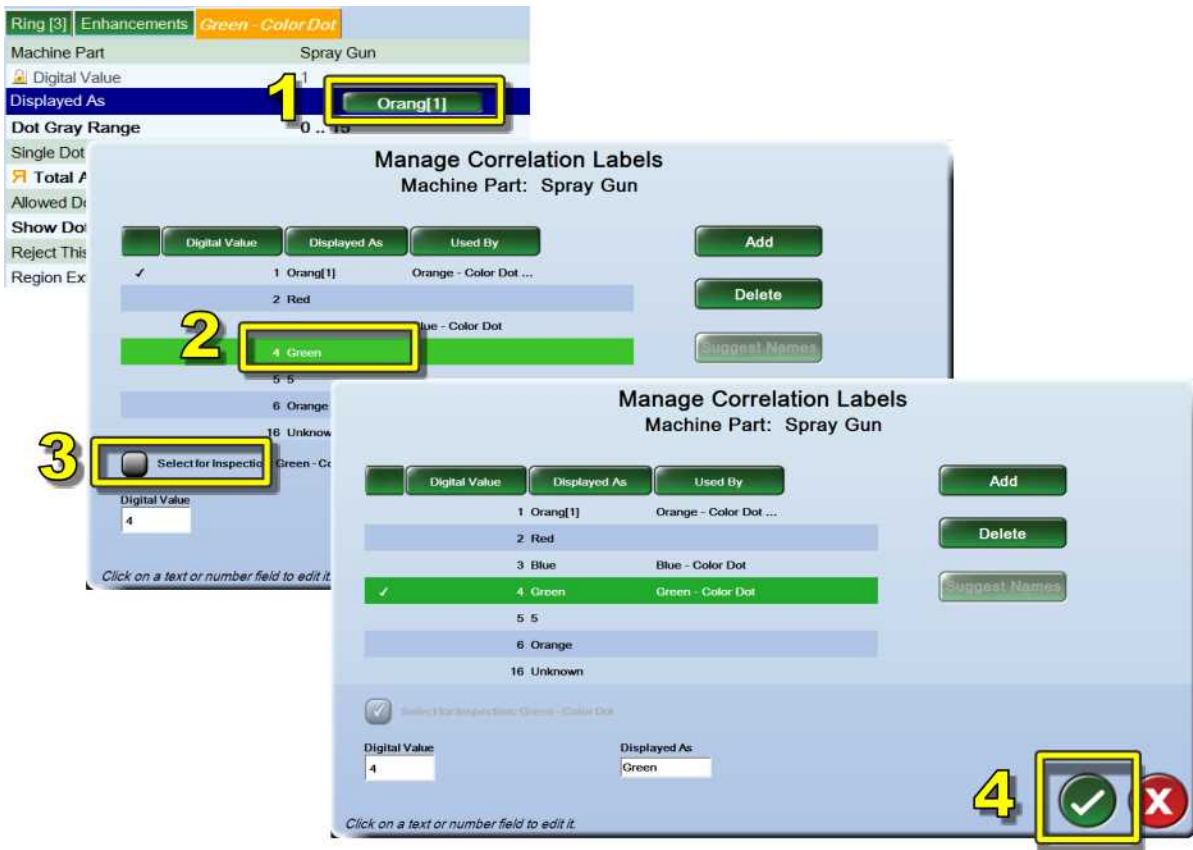 Ring [3] Enhancements Green - Color Dot
Machine Part Spray Gun
Digital Value 1
Displayed As Orang[1]
1
Dot Gray Range 0 .. 15
Single Dot
Total A
Allowed Do
Show Dot
Reject This
Region Ex
Manage Correlation Labels
Machine Part: Spray Gun
Digital Value Displayed As Used By
Add
✓ 1 Orang[1] Orange - Color Dot ...
2 Red
Delete
2
Blue - Color Dot
4 Green
Suggest Names
5 5
6 Orange
16 Unknow
3
Select for Inspection: Green - Co
Digital Value
4
Click on a text or number field to edit it.
Manage Correlation Labels
Machine Part: Spray Gun
Digital Value Displayed As Used By
Add
1 Orang[1] Orange - Color Dot ...
2 Red
Delete
3 Blue Blue - Color Dot
✓ 4 Green Green - Color Dot
Suggest Names
5 5
6 Orange
16 Unknown
Select for Inspection: Green - Color Dot
Digital Value Displayed As
4 Green
4
Click on a text or number field to edit it.